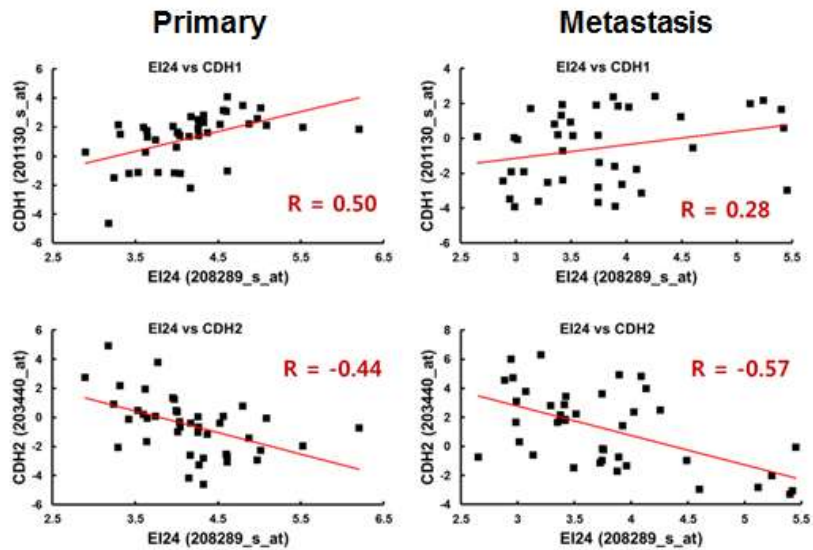 Primary Metastasis
EI24 vs CDH1
CDH1 (201130_s_at)
6
4
2
0
-2
-4
-6
R = 0.50
2.5 3.5 4.5 5.5 6.5
EI24 (208289_s_at)
EI24 vs CDH1
CDH1 (201130_s_at)
4
2
0
-2
-4
-6
R = 0.28
2.5 3 3.5 4 4.5 5 5.5
EI24 (208289_s_at)
EI24 vs CDH2
CDH2 (203440_at)
6
4
2
0
-2
-4
-6
R = -0.44
2.5 3.5 4.5 5.5 6.5
EI24 (208289_s_at)
EI24 vs CDH2
CDH2 (203440_at)
8
6
4
2
0
-2
-4
R = -0.57
2.5 3 3.5 4 4.5 5 5.5
EI24 (208289_s_at)